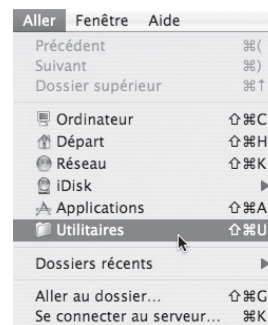 Aller Fenêtre Aide
Précédent ⌘(
Suivant ⌘)
Dossier supérieur ⌘↑
Ordinateur ⇧⌘C
Départ ⇧⌘H
Réseau ⇧⌘K
iDisk ▶
Applications ⇧⌘A
Utilitaires ⇧⌘U
Dossiers récents ▶
Aller au dossier... ⇧⌘G
Se connecter au serveur... ⌘K